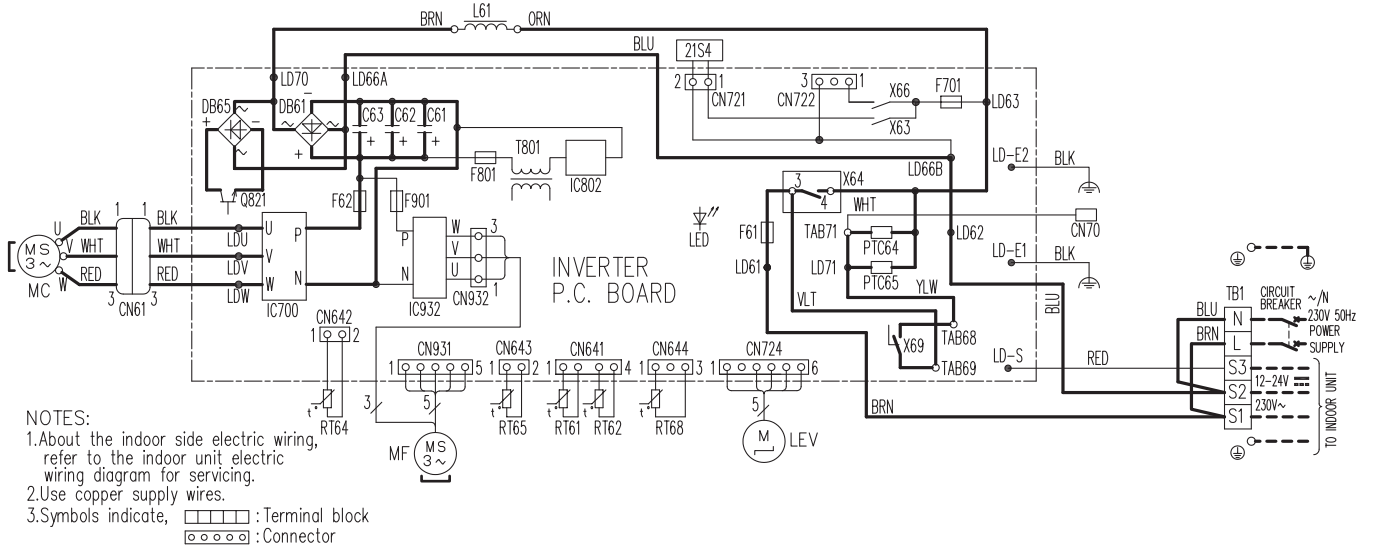 BRN L61 ORN
BLU
21S4
2 1
CN721
3 1
CN722
X66
F701
X63
LD63
LD70
LD66A
DB65
DB61
+ ~ − ~
~ − ~ +
C63 C62 C61
+ + +
T801
F801
IC802
Q821
F62
F901
LD66B
LD-E2 BLK
3 X64
4
WHT
CN70
LED
F61
TAB71
PTC64
LD62
LD61
LD71
PTC65
LD-E1 BLK
VLT
YLW
BLU
X69
TAB68
TAB69
LD-S RED
BRN
MS
3~
MC
U BLK
V WHT
W RED
1 1
3 3
CN61
BLK
WHT
RED
LDU
LDV
LDW
U
V
W
P
N
IC700
P
N
IC932
W
V
U
3
1
CN932
INVERTER
P.C. BOARD
CN642
1 2
CN931
1 5
CN643
1 2
CN641
1 4
CN644
1 3
CN724
1 6
t°
RT64
3
5
MF
MS
3~
t°
RT65
t°
RT61
t°
RT62
t°
RT68
5
M
LEV
TB1
BLU N
BRN L
S3
S2
S1
CIRCUIT
BREAKER
~/N
230V 50Hz
POWER
SUPPLY
12-24V
230V~
TO INDOOR UNIT
NOTES:
1.About the indoor side electric wiring,
refer to the indoor unit electric
wiring diagram for servicing.
2.Use copper supply wires.
3.Symbols indicate, : Terminal block
: Connector